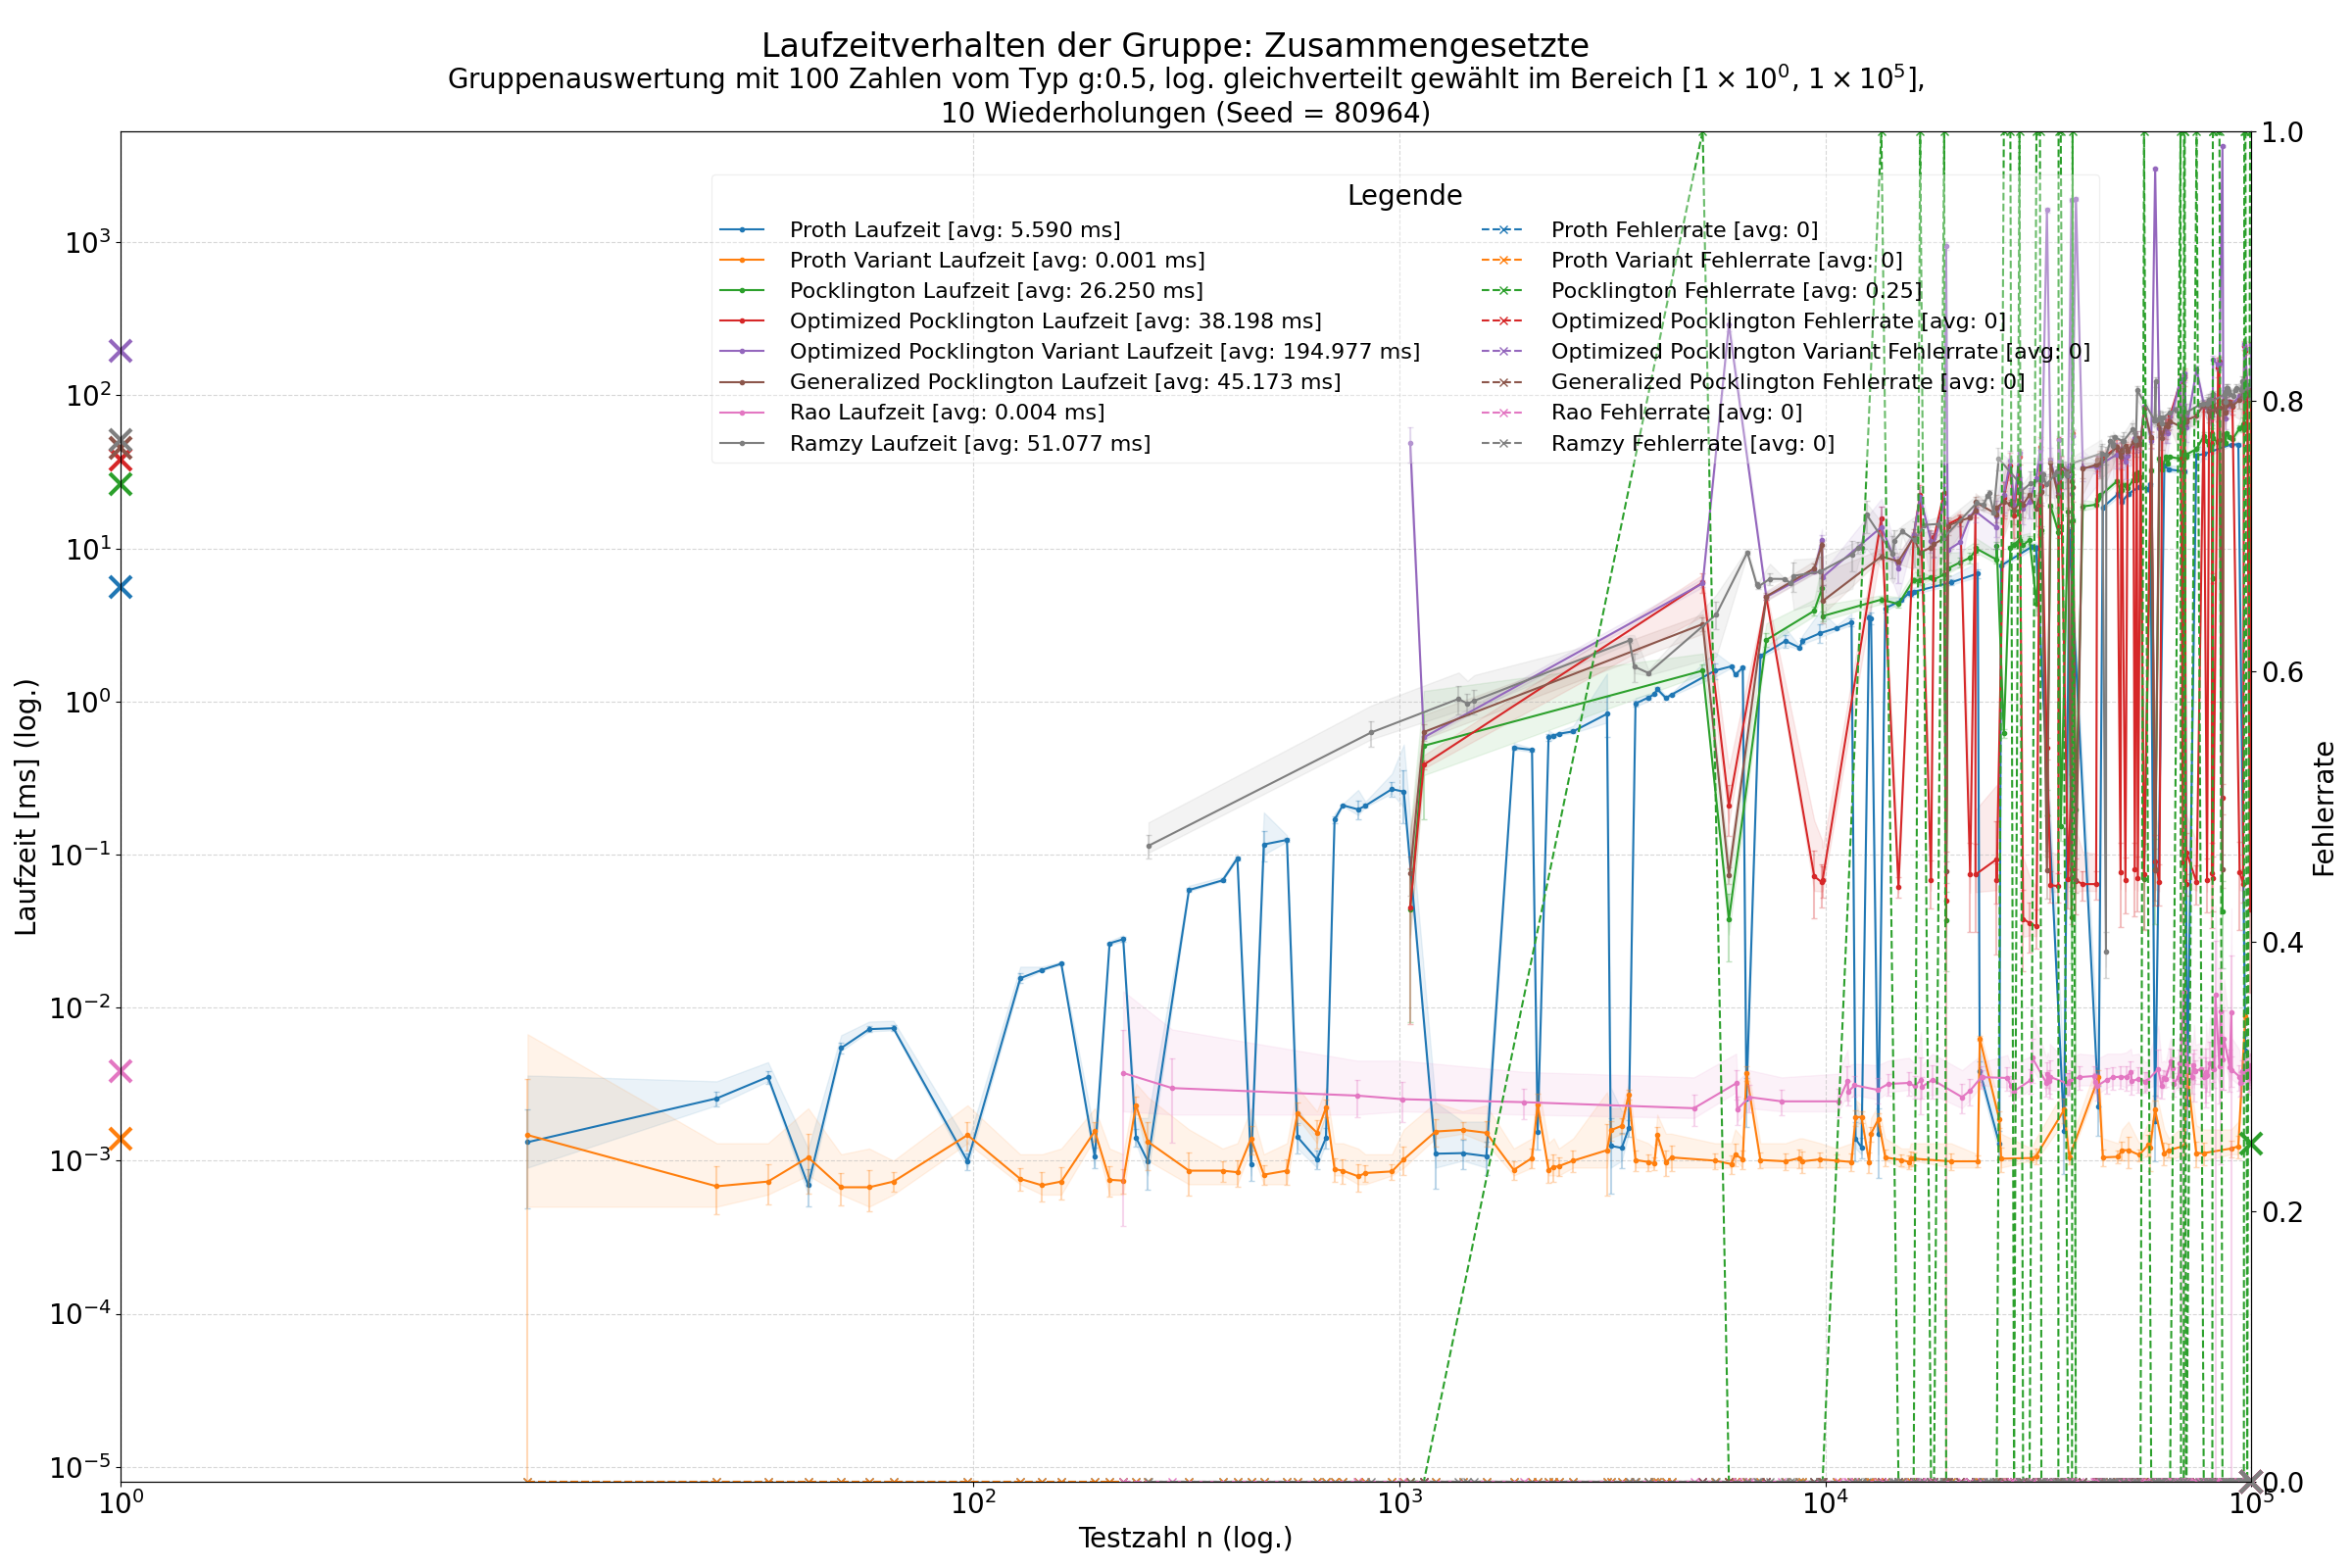 Laufzeitverhalten der Gruppe: Zusammengesetzte
Gruppenauswertung mit 100 Zahlen vom Typ g:0.5, log. gleichverteilt gewählt im Bereich [1 × 10⁰, 1 × 10⁵],
10 Wiederholungen (Seed = 80964)
Legende
Proth Laufzeit [avg: 5.590 ms]
Proth Variant Laufzeit [avg: 0.001 ms]
Pocklington Laufzeit [avg: 26.250 ms]
Optimized Pocklington Laufzeit [avg: 38.198 ms]
Optimized Pocklington Variant Laufzeit [avg: 194.977 ms]
Generalized Pocklington Laufzeit [avg: 45.173 ms]
Rao Laufzeit [avg: 0.004 ms]
Ramzy Laufzeit [avg: 51.077 ms]
Proth Fehlerrate [avg: 0]
Proth Variant Fehlerrate [avg: 0]
Pocklington Fehlerrate [avg: 0.25]
Optimized Pocklington Fehlerrate [avg: 0]
Optimized Pocklington Variant Fehlerrate [avg: 0]
Generalized Pocklington Fehlerrate [avg: 0]
Rao Fehlerrate [avg: 0]
Ramzy Fehlerrate [avg: 0]
Laufzeit [ms] (log.)
10³
10²
10¹
10⁰
10⁻¹
10⁻²
10⁻³
10⁻⁴
10⁻⁵
10⁰
10²
10³
10⁴
10⁵
Testzahl n (log.)
1.0
0.8
0.6
0.4
0.2
0.0
Fehlerrate